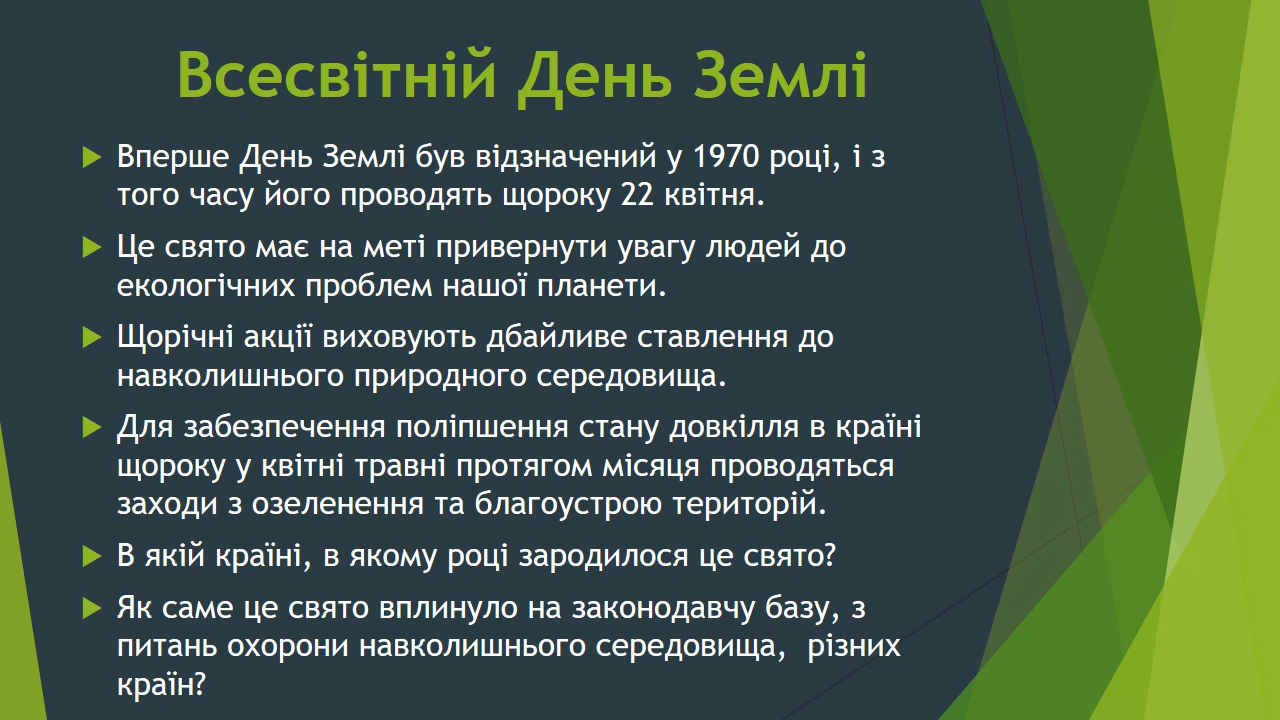 Всесвітній День Землі
Вперше День Землі був відзначений у 1970 році, і з
того часу його проводять щороку 22 квітня.
Це свято має на меті привернути увагу людей до
екологічних проблем нашої планети.
Щорічні акції виховують дбайливе ставлення до
навколишнього природного середовища.
Для забезпечення поліпшення стану довкілля в країні
щороку у квітні травні протягом місяця проводяться
заходи з озеленення та благоустрою територій.
В якій країні, в якому році зародилося це свято?
Як саме це свято вплинуло на законодавчу базу, з
питань охорони навколишнього середовища,  різних
країн?